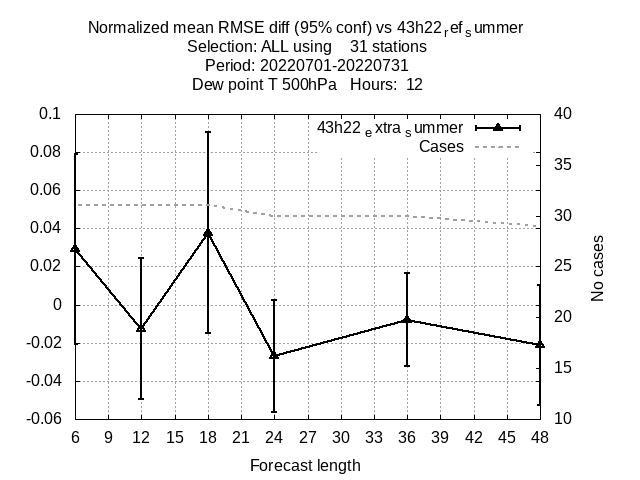 Normalized mean RMSE diff (95% conf) vs 43h22refsummer
Selection: ALL using    31 stations
Period: 20220701-20220731
Dew point T 500hPa   Hours:  12
43h22extrasummer
Cases
0.1
0.08
0.06
0.04
0.02
0
-0.02
-0.04
-0.06
40
35
30
25
20
15
10
No cases
6 9 12 15 18 21 24 27 30 33 36 39 42 45 48
Forecast length